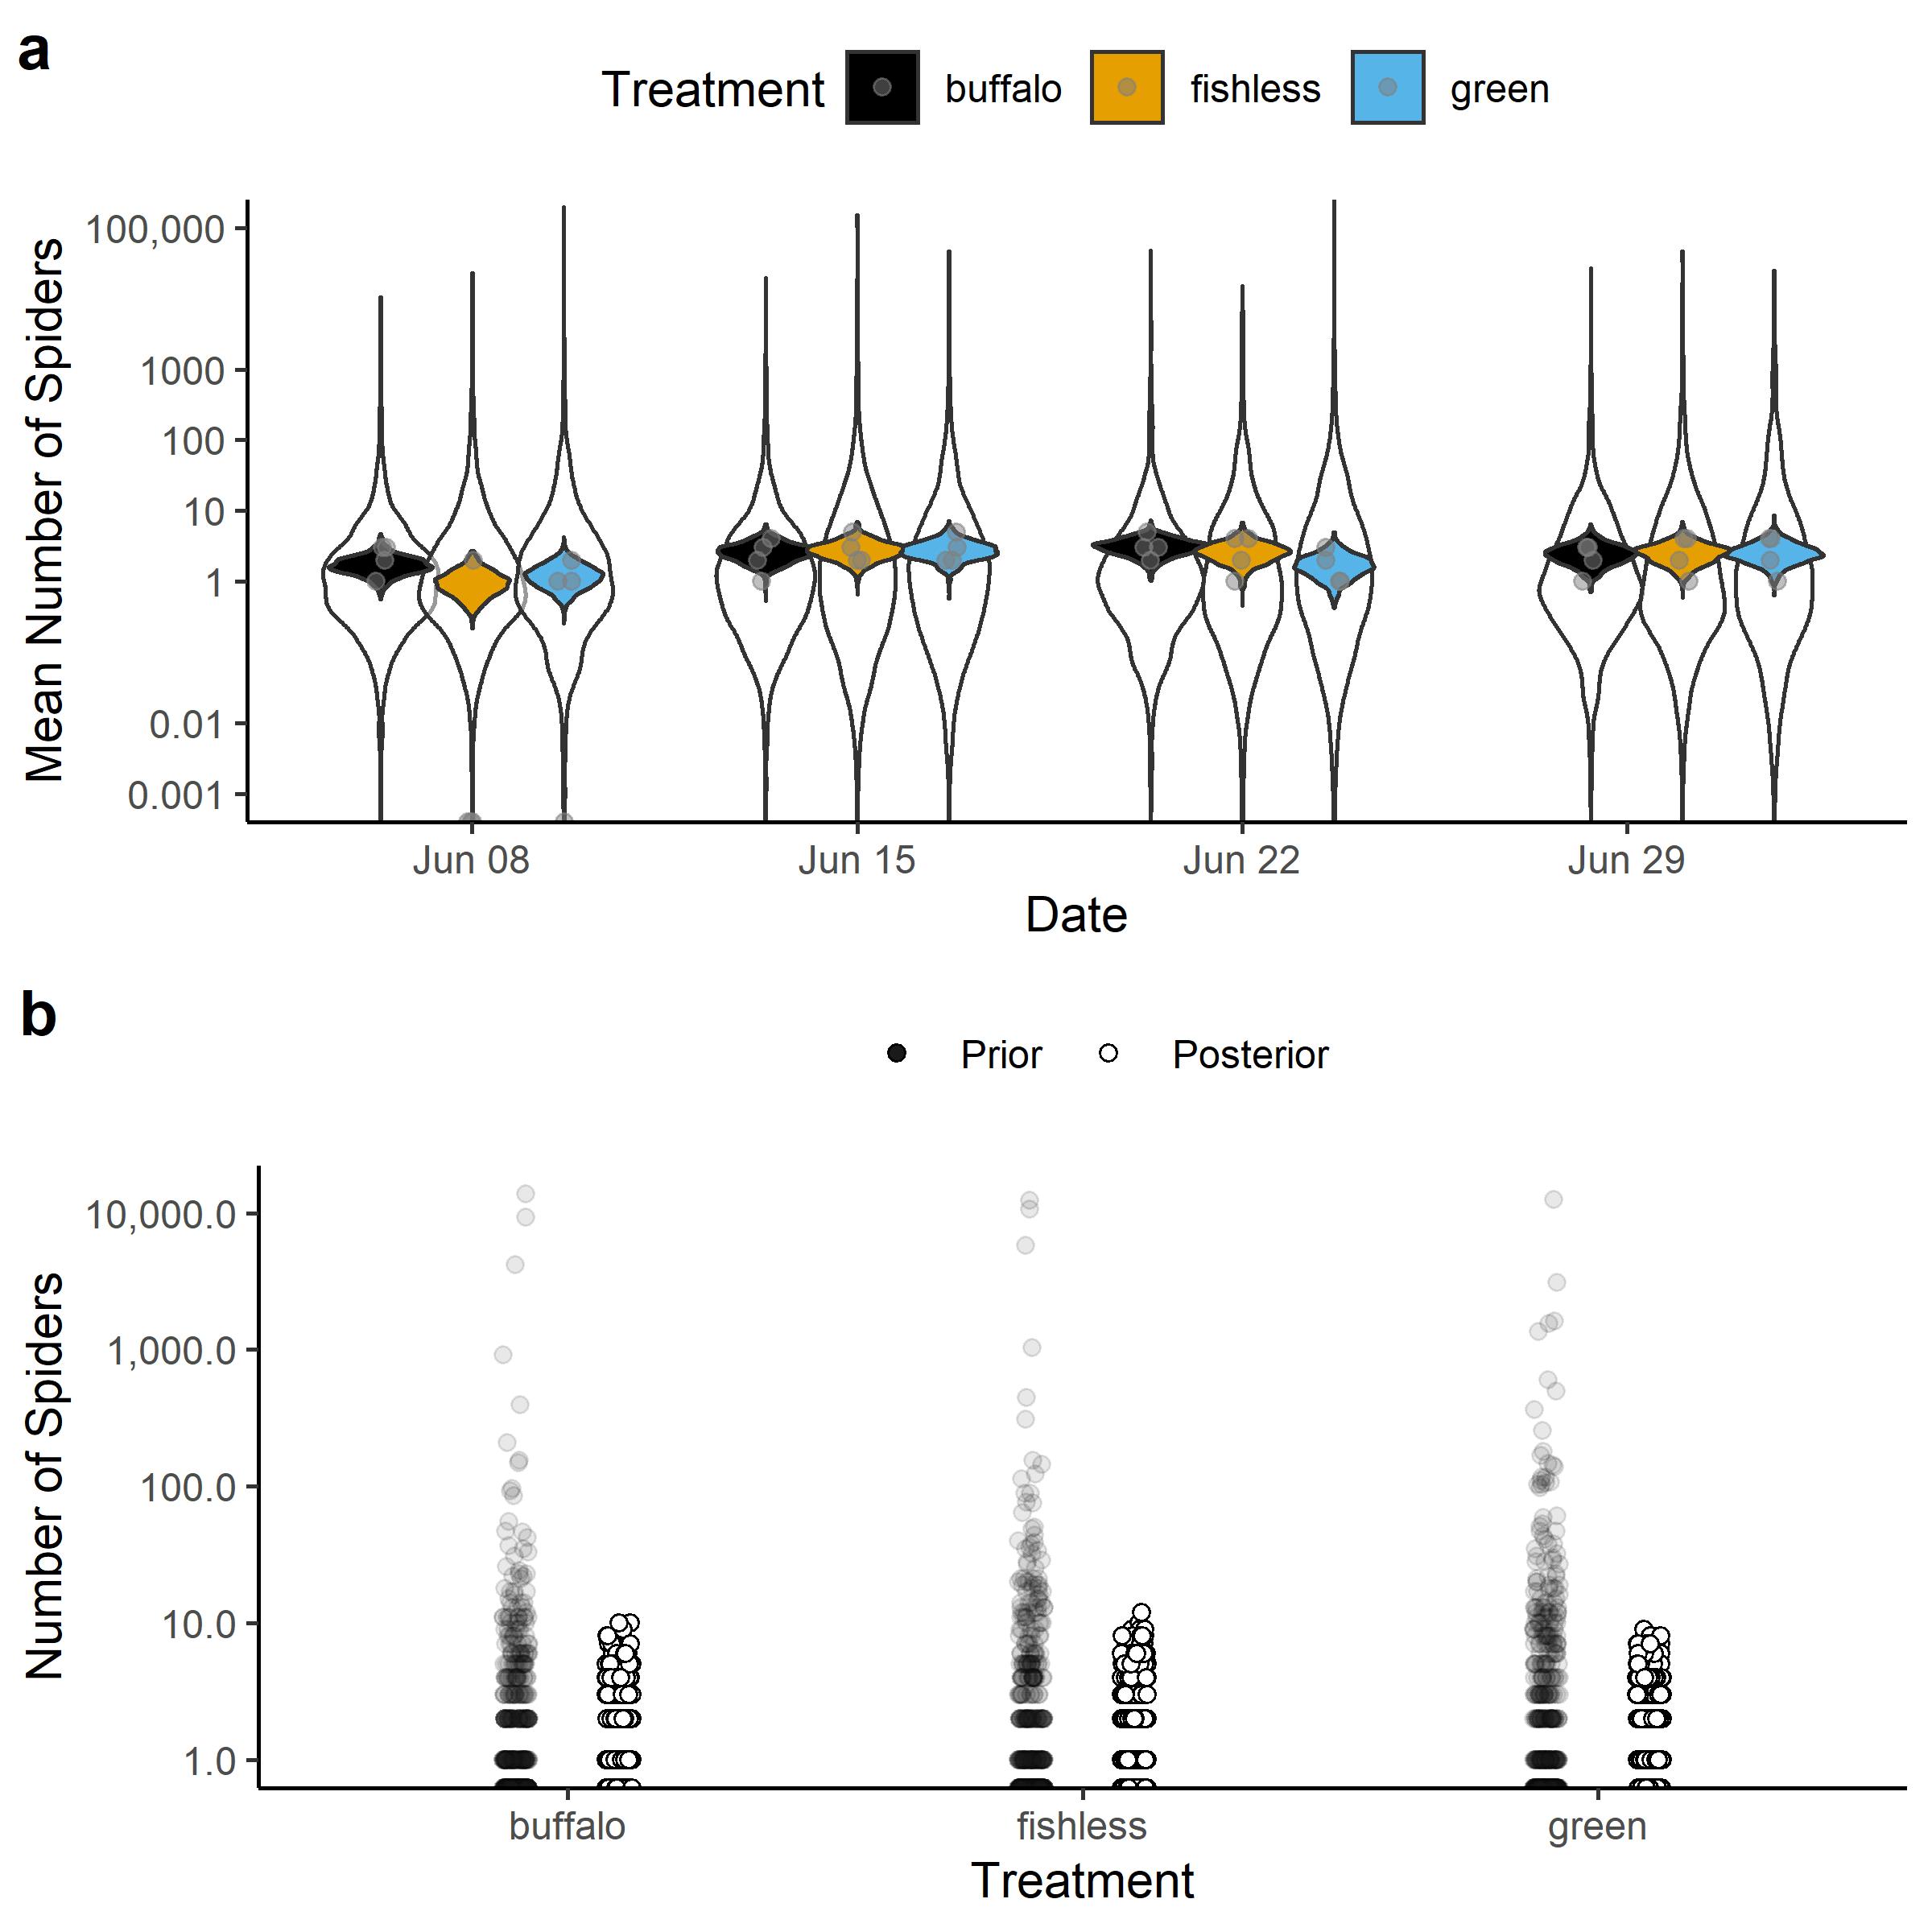 a
Treatment buffalo fishless green
Mean Number of Spiders
100,000
1000
100
10
1
0.01
0.001
Jun 08 Jun 15 Jun 22 Jun 29
Date
b
Prior Posterior
Number of Spiders
10,000.0
1,000.0
100.0
10.0
1.0
buffalo fishless green
Treatment